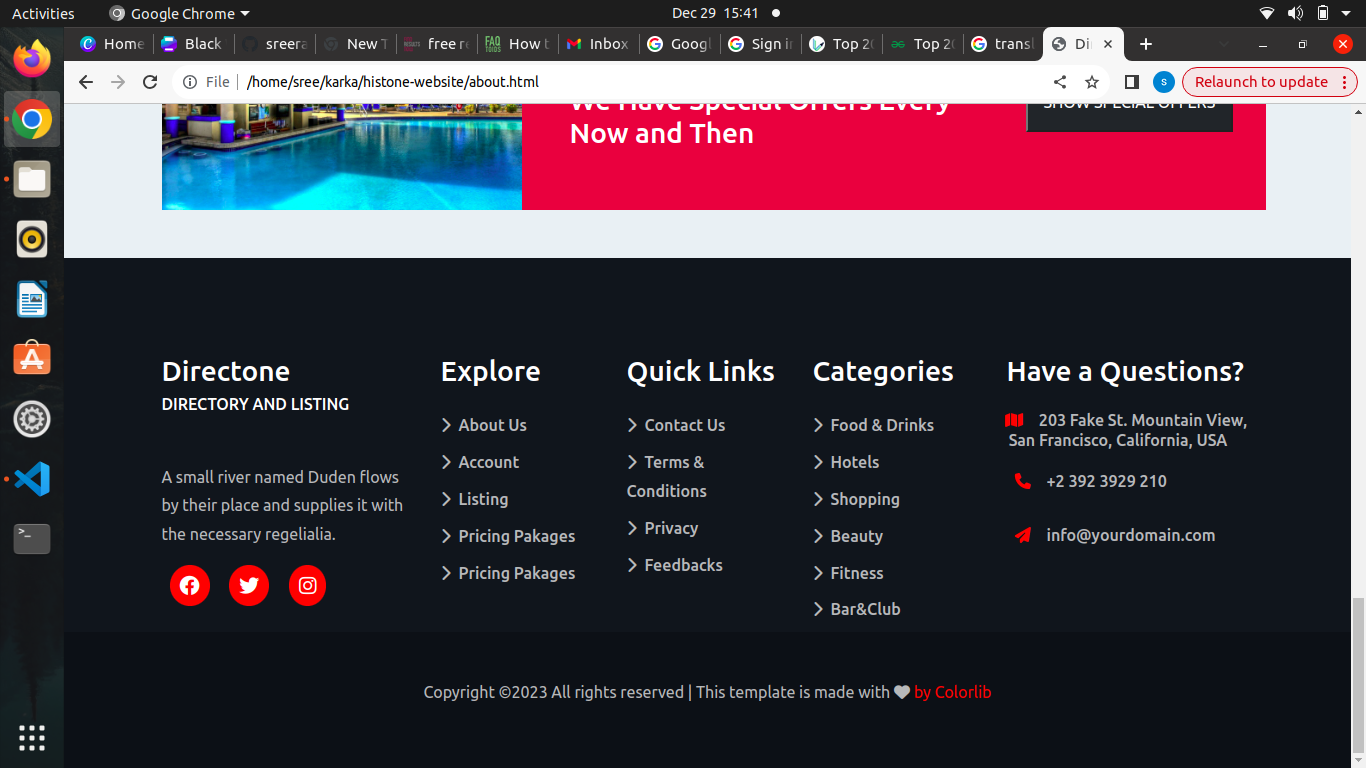 Activities
Google Chrome
Dec 29 15:41
Home
Black
sreera
New T
RESULTS
free re
FAQ
How t
Inbox
Googl
Sign i
Top 20
Top 20
transl
Di
File
/home/sree/karka/histone-website/about.html
s
Relaunch to update
We Have Special Offers Every
Now and Then
SHOW SPECIAL OFFERS
Directone
DIRECTORY AND LISTING
A small river named Duden flows
by their place and supplies it with
the necessary regelialia.
Explore
About Us
Account
Listing
Pricing Pakages
Pricing Pakages
Quick Links
Contact Us
Terms &
Conditions
Privacy
Feedbacks
Categories
Food & Drinks
Hotels
Shopping
Beauty
Fitness
Bar&Club
Have a Questions?
203 Fake St. Mountain View,
San Francisco, California, USA
+2 392 3929 210
info@yourdomain.com
Copyright ©2023 All rights reserved | This template is made with by Colorlib